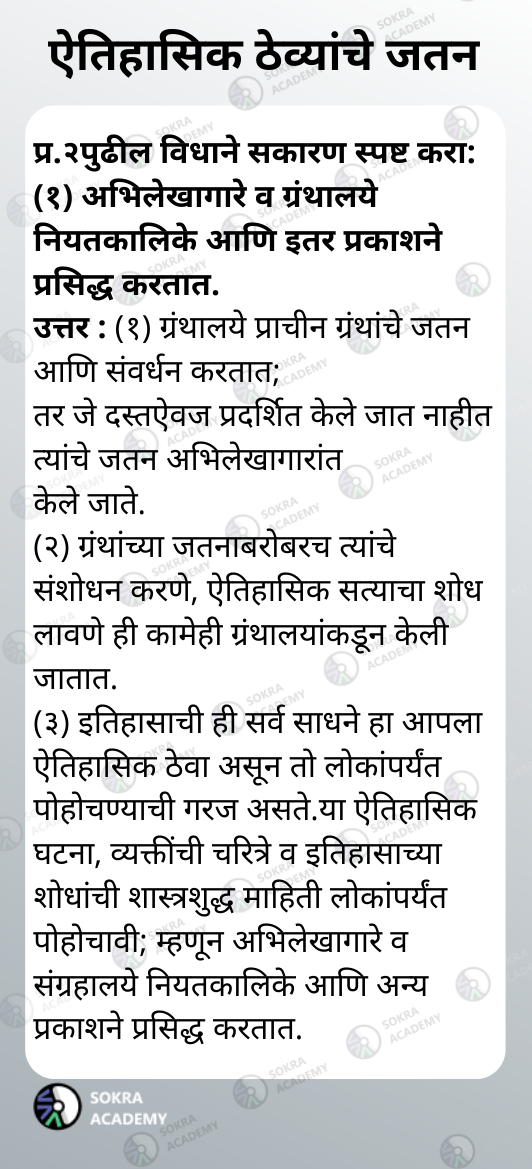 ऐतिहासिक ठेव्यांचे जतन
प्र.२पुढील विधाने सकारण स्पष्ट करा:
(१) अभिलेखागारे व ग्रंथालये
नियतकालिके आणि इतर प्रकाशने
प्रसिद्ध करतात.
उत्तर : (१) ग्रंथालये प्राचीन ग्रंथांचे जतन
आणि संवर्धन करतात;
तर जे दस्तऐवज प्रदर्शित केले जात नाहीत
त्यांचे जतन अभिलेखागारांत
केले जाते.
(२) ग्रंथांच्या जतनाबरोबरच त्यांचे
संशोधन करणे, ऐतिहासिक सत्याचा शोध
लावणे ही कामेही ग्रंथालयांकडून केली
जातात.
(३) इतिहासाची ही सर्व साधने हा आपला
ऐतिहासिक ठेवा असून तो लोकांपर्यंत
पोहोचण्याची गरज असते.या ऐतिहासिक
घटना, व्यक्तींची चरित्रे व इतिहासाच्या
शोधांची शास्त्रशुद्ध माहिती लोकांपर्यंत
पोहोचावी; म्हणून अभिलेखागारे व
संग्रहालये नियतकालिके आणि अन्य
प्रकाशने प्रसिद्ध करतात.
SOKRA
ACADEMY